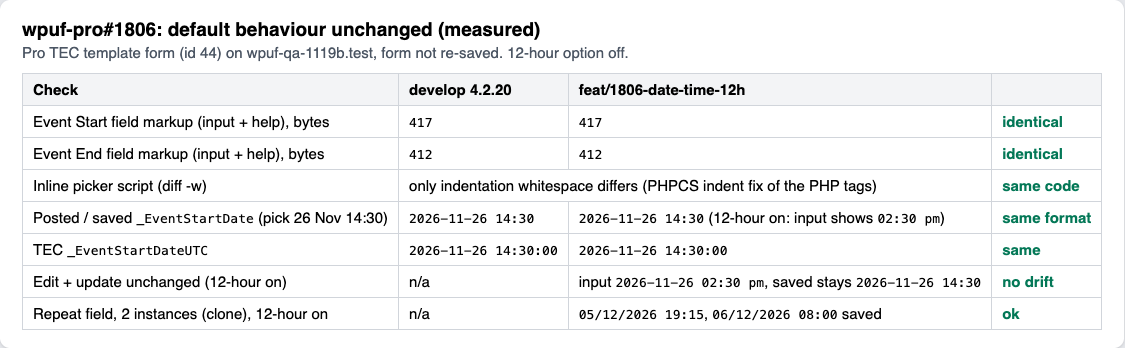 wpuf-pro#1806: default behaviour unchanged (measured)
Pro TEC template form (id 44) on wpuf-qa-1119b.test, form not re-saved. 12-hour option off.
Check develop 4.2.20 feat/1806-date-time-12h
Event Start field markup (input + help), bytes 417 417 identical
Event End field markup (input + help), bytes 412 412 identical
Inline picker script (diff -w) only indentation whitespace differs (PHPCS indent fix of the PHP tags) same code
Posted / saved _EventStartDate (pick 26 Nov 14:30) 2026-11-26 14:30 2026-11-26 14:30 (12-hour on: input shows 02:30 pm) same format
TEC _EventStartDateUTC 2026-11-26 14:30:00 2026-11-26 14:30:00 same
Edit + update unchanged (12-hour on) n/a input 2026-11-26 02:30 pm, saved stays 2026-11-26 14:30 no drift
Repeat field, 2 instances (clone), 12-hour on n/a 05/12/2026 19:15, 06/12/2026 08:00 saved ok